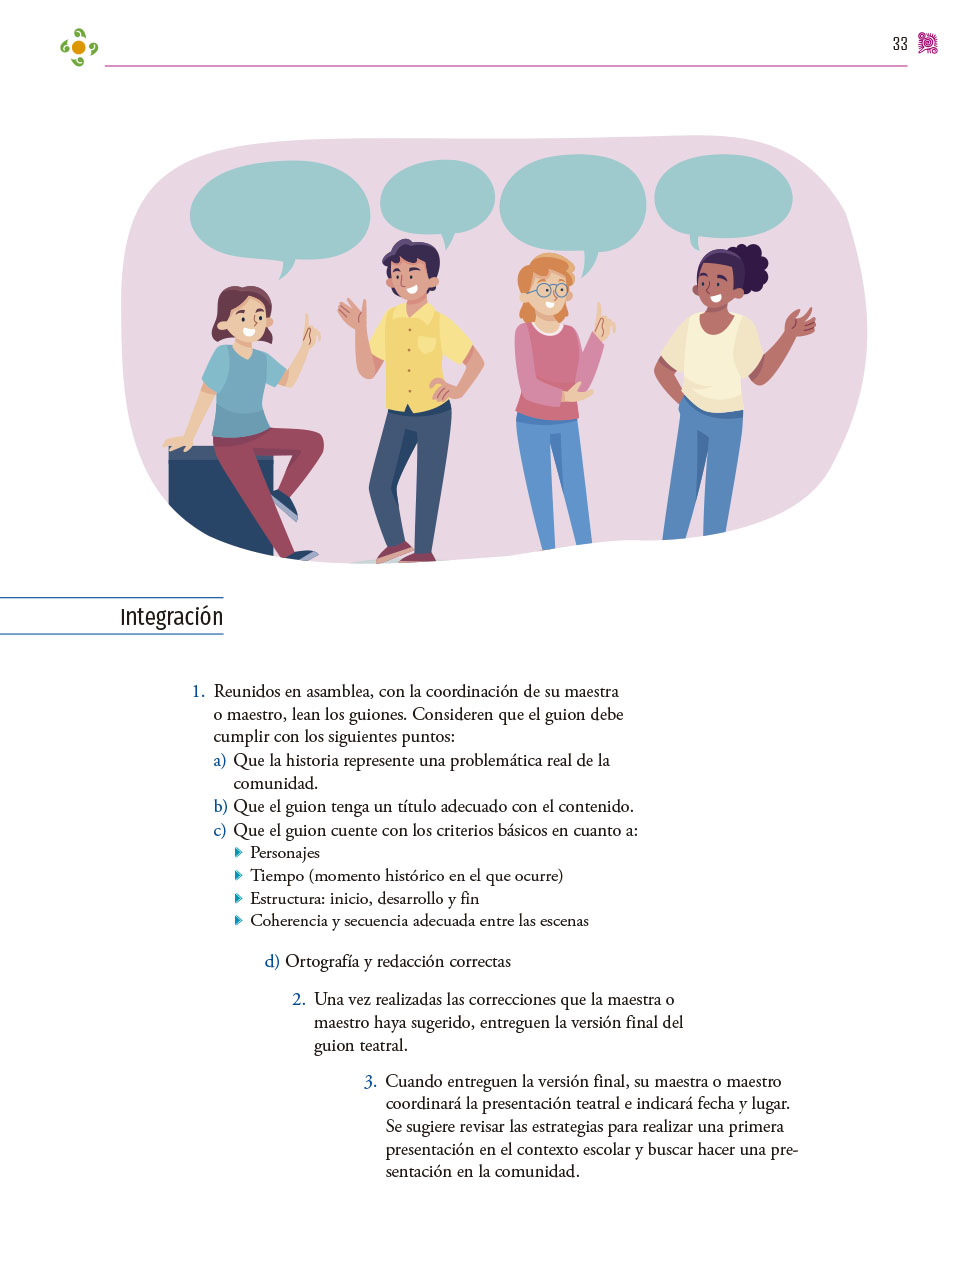 33
Integración
1. Reunidos en asamblea, con la coordinación de su maestra
o maestro, lean los guiones. Consideren que el guion debe
cumplir con los siguientes puntos:
a) Que la historia represente una problemática real de la
comunidad.
b) Que el guion tenga un título adecuado con el contenido.
c) Que el guion cuente con los criterios básicos en cuanto a:
Personajes
Tiempo (momento histórico en el que ocurre)
Estructura: inicio, desarrollo y fin
Coherencia y secuencia adecuada entre las escenas
d) Ortografía y redacción correctas
2. Una vez realizadas las correcciones que la maestra o
maestro haya sugerido, entreguen la versión final del
guion teatral.
3. Cuando entreguen la versión final, su maestra o maestro
coordinará la presentación teatral e indicará fecha y lugar.
Se sugiere revisar las estrategias para realizar una primera
presentación en el contexto escolar y buscar hacer una pre-
sentación en la comunidad.